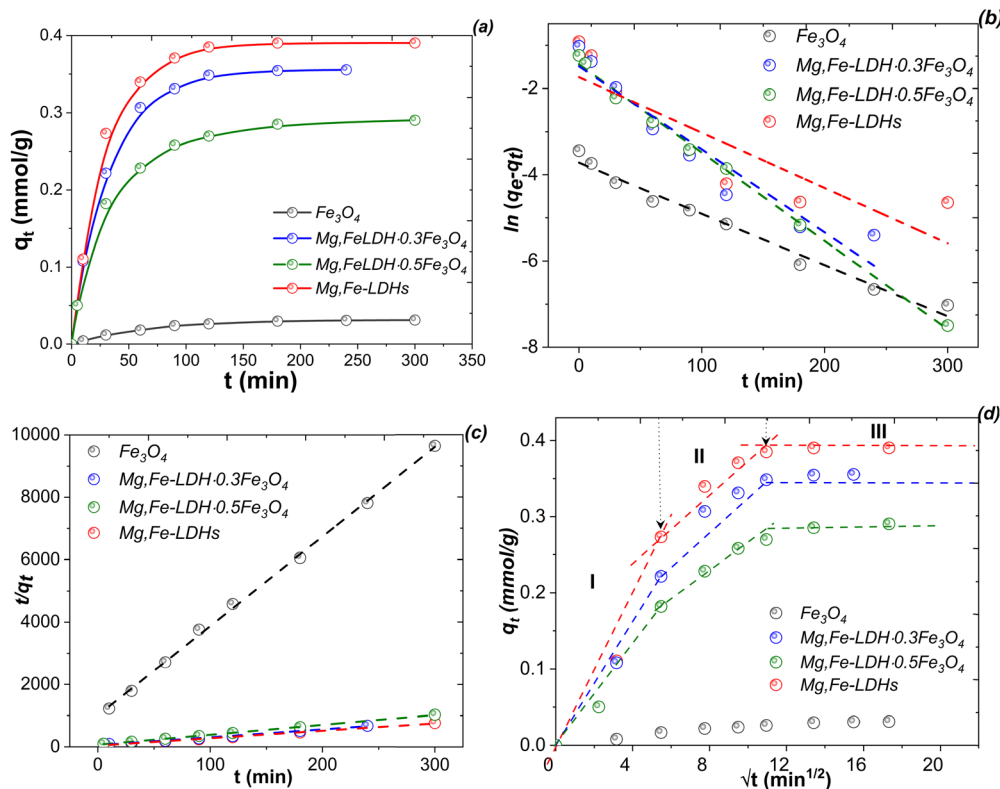 (a)
0.4
0.3
0.2
0.1
0.0
q_t (mmol/g)
Fe₃O₄
Mg,FeLDH·0.3Fe₃O₄
Mg,FeLDH·0.5Fe₃O₄
Mg,Fe-LDHs
0 50 100 150 200 250 300 350
t (min)
(b)
-2
-4
-6
-8
ln (qₑ-q_t)
Fe₃O₄
Mg,Fe-LDH·0.3Fe₃O₄
Mg,Fe-LDH·0.5Fe₃O₄
Mg,Fe-LDHs
0 100 200 300
t (min)
(c)
10000
8000
6000
4000
2000
0
t/q_t
Fe₃O₄
Mg,Fe-LDH·0.3Fe₃O₄
Mg,Fe-LDH·0.5Fe₃O₄
Mg,Fe-LDHs
0 100 200 300
t (min)
(d)
0.4
0.3
0.2
0.1
0.0
q_t (mmol/g)
I
II
III
Fe₃O₄
Mg,Fe-LDH·0.3Fe₃O₄
Mg,Fe-LDH·0.5Fe₃O₄
Mg,Fe-LDHs
0 4 8 12 16 20
√t (min^1/2)